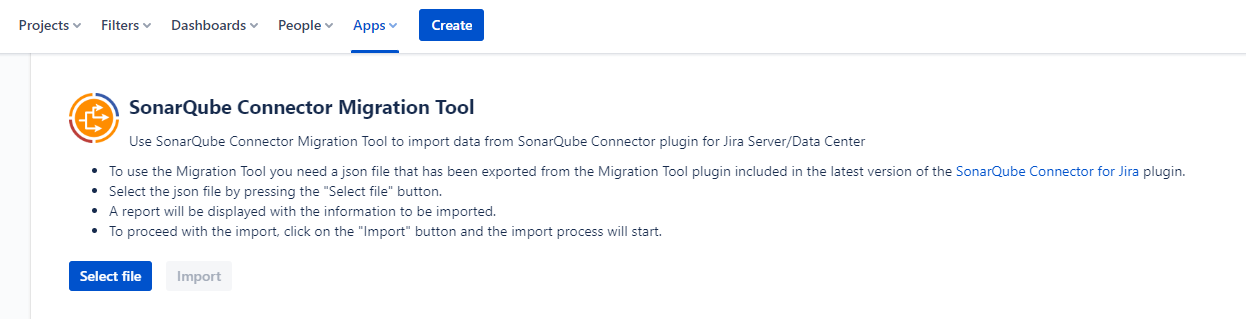 Projects Filters Dashboards People Apps Create
SonarQube Connector Migration Tool
Use SonarQube Connector Migration Tool to import data from SonarQube Connector plugin for Jira Server/Data Center
• To use the Migration Tool you need a json file that has been exported from the Migration Tool plugin included in the latest version of the SonarQube Connector for Jira plugin.
• Select the json file by pressing the "Select file" button.
• A report will be displayed with the information to be imported.
• To proceed with the import, click on the "Import" button and the import process will start.
Select file Import